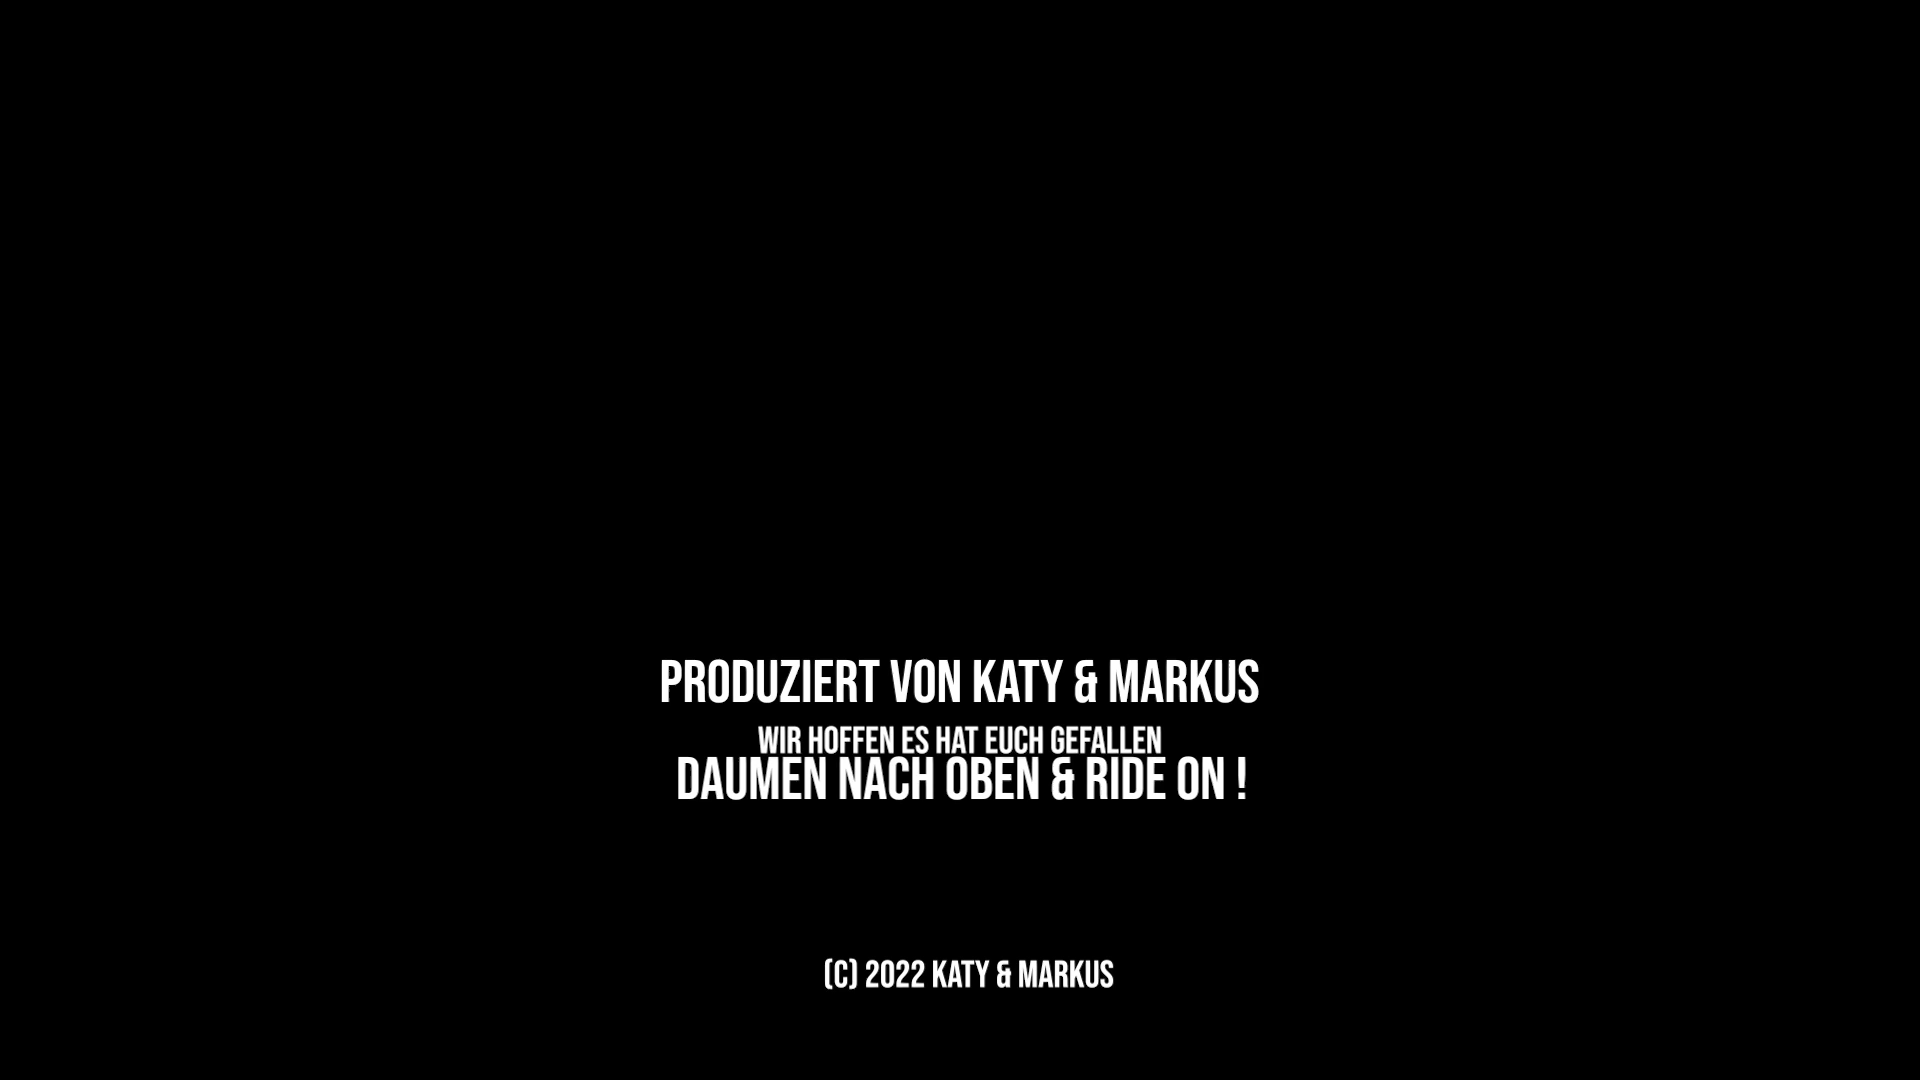 PRODUZIERT VON KATY & MARKUS
WIR HOFFEN ES HAT EUCH GEFALLEN
DAUMEN NACH OBEN & RIDE ON !
(C) 2022 KATY & MARKUS